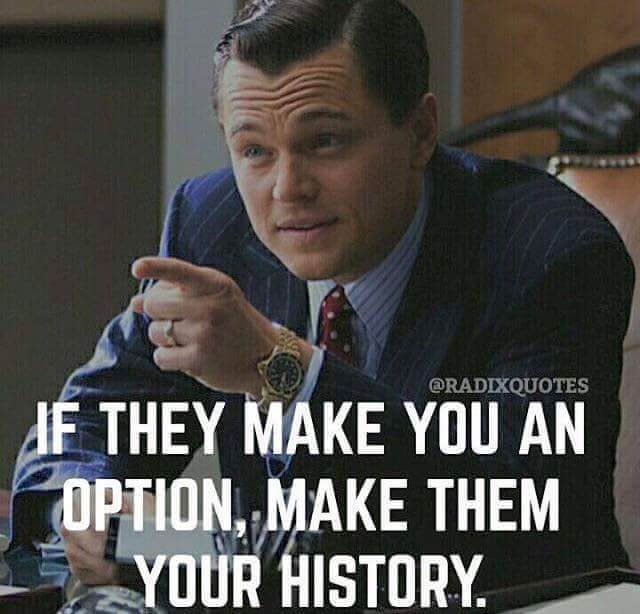 @RADIXQUOTES
IF THEY MAKE YOU AN
OPTION, MAKE THEM
YOUR HISTORY.